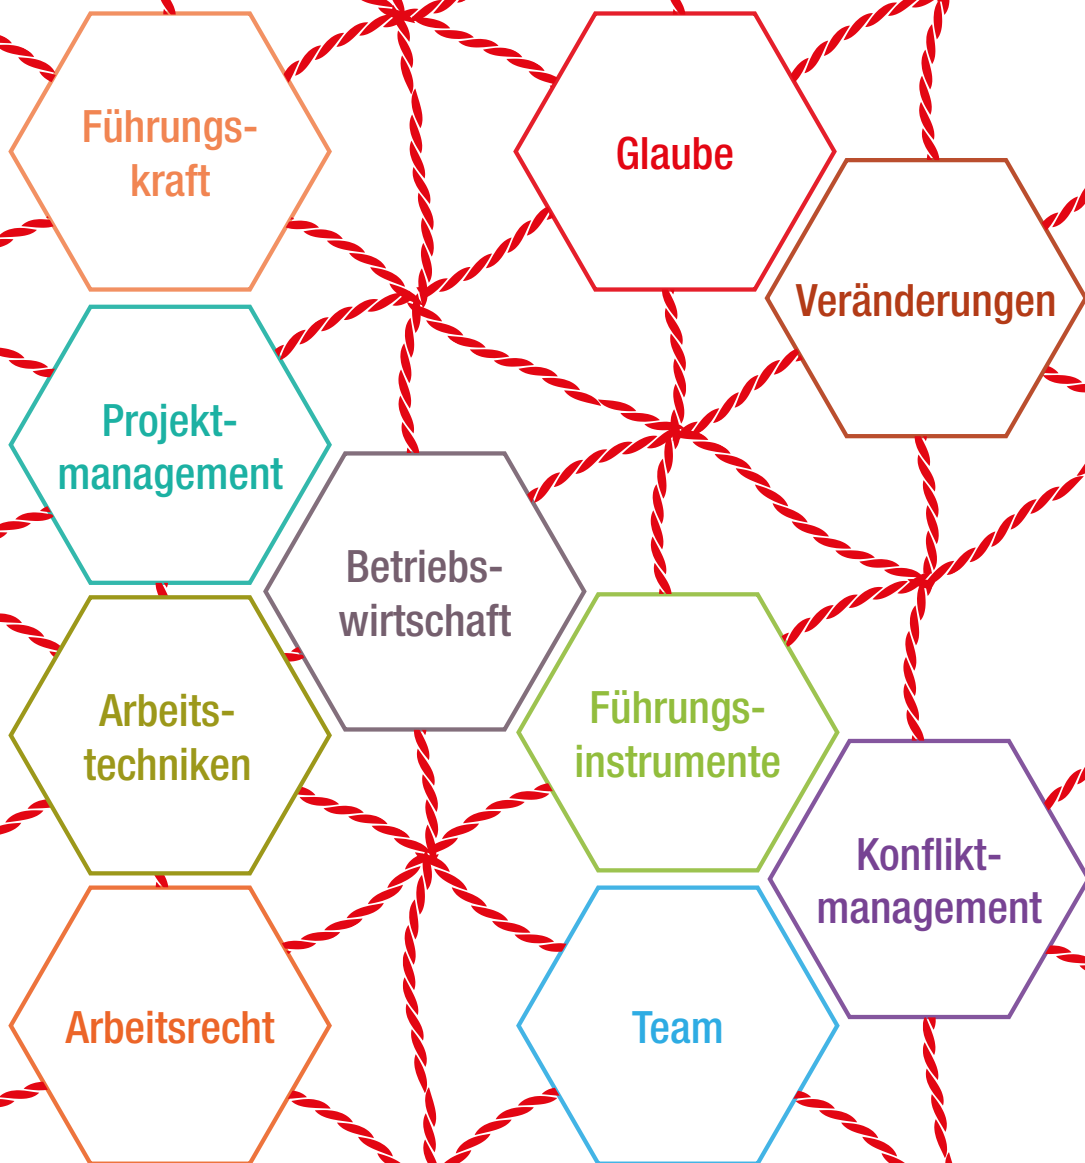 Führungs-
kraft
Glaube
Veränderungen
Projekt-
management
Betriebs-
wirtschaft
Arbeits-
techniken
Führungs-
instrumente
Konflikt-
management
Arbeitsrecht
Team